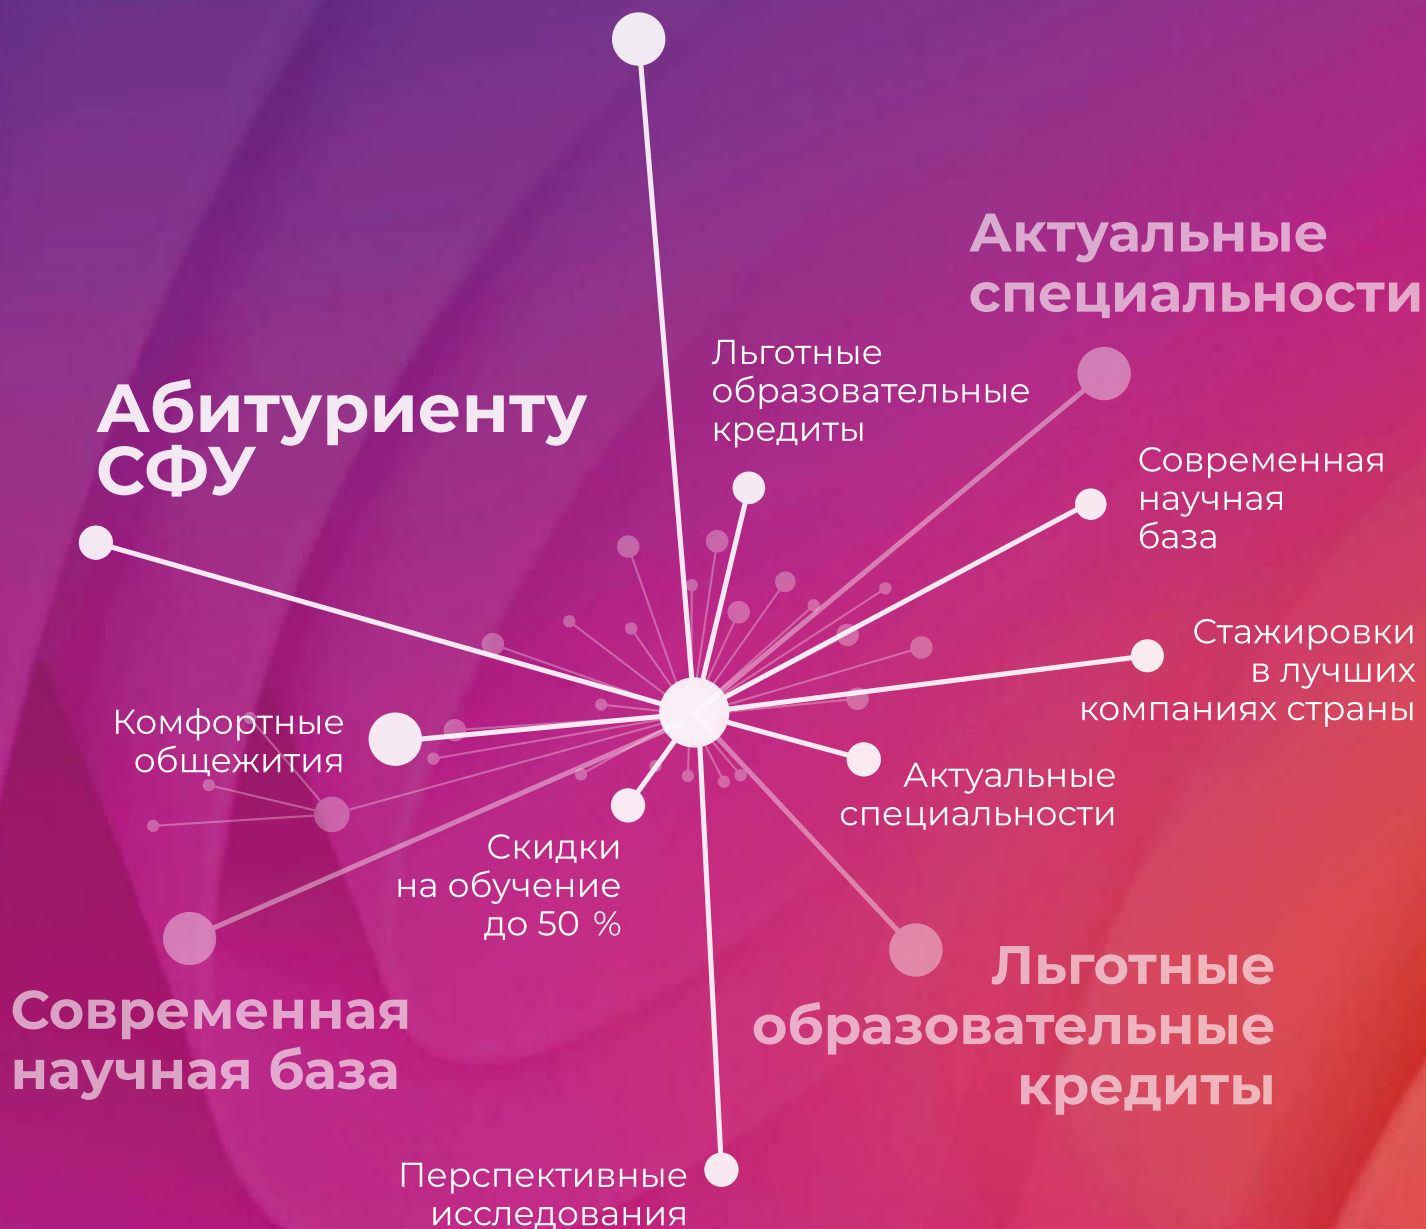 Актуальные
специальности
Льготные
образовательные
кредиты
Абитуриенту
СФУ
Современная
научная
база
Стажировки
в лучших
компаниях страны
Комфортные
общежития
Актуальные
специальности
Скидки
на обучение
до 50 %
Льготные
образовательные
кредиты
Современная
научная база
Перспективные
исследования